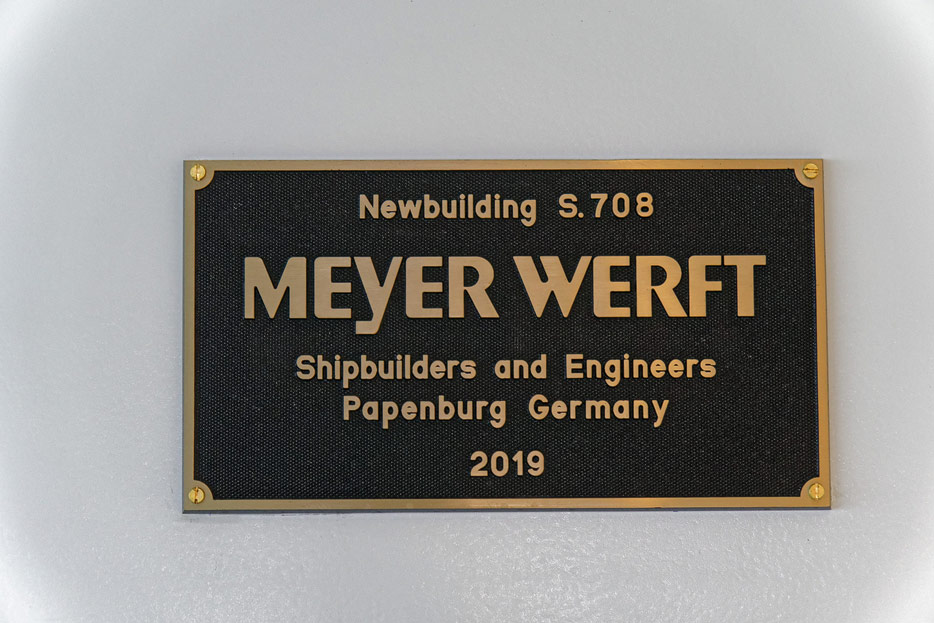 Newbuilding S.708
MEYER WERFT
Shipbuilders and Engineers
Papenburg Germany
2019